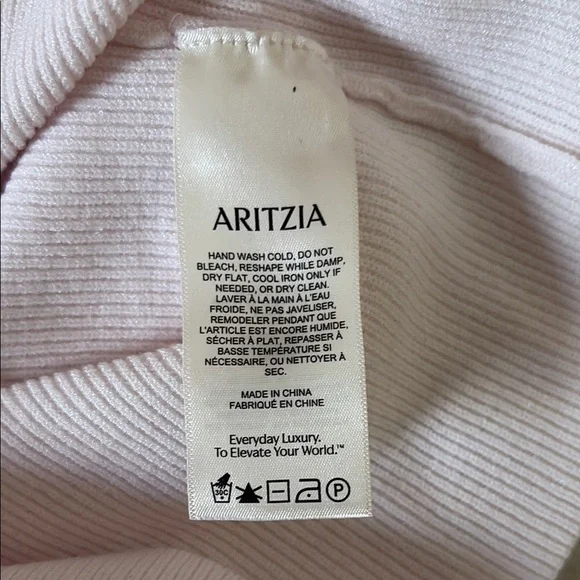 ARITZIA
HAND WASH COLD, DO NOT
BLEACH, RESHAPE WHILE DAMP,
DRY FLAT, COOL IRON ONLY IF
NEEDED, OR DRY CLEAN.
LAVER À LA MAIN À L'EAU
FROIDE, NE PAS JAVELISER,
REMODELER PENDANT QUE
L'ARTICLE EST ENCORE HUMIDE,
SÉCHER À PLAT, REPASSER À
BASSE TEMPÉRATURE SI
NÉCESSAIRE, OU NETTOYER À
SEC.
MADE IN CHINA
FABRIQUÉ EN CHINE
Everyday Luxury.
To Elevate Your World.™
30C P